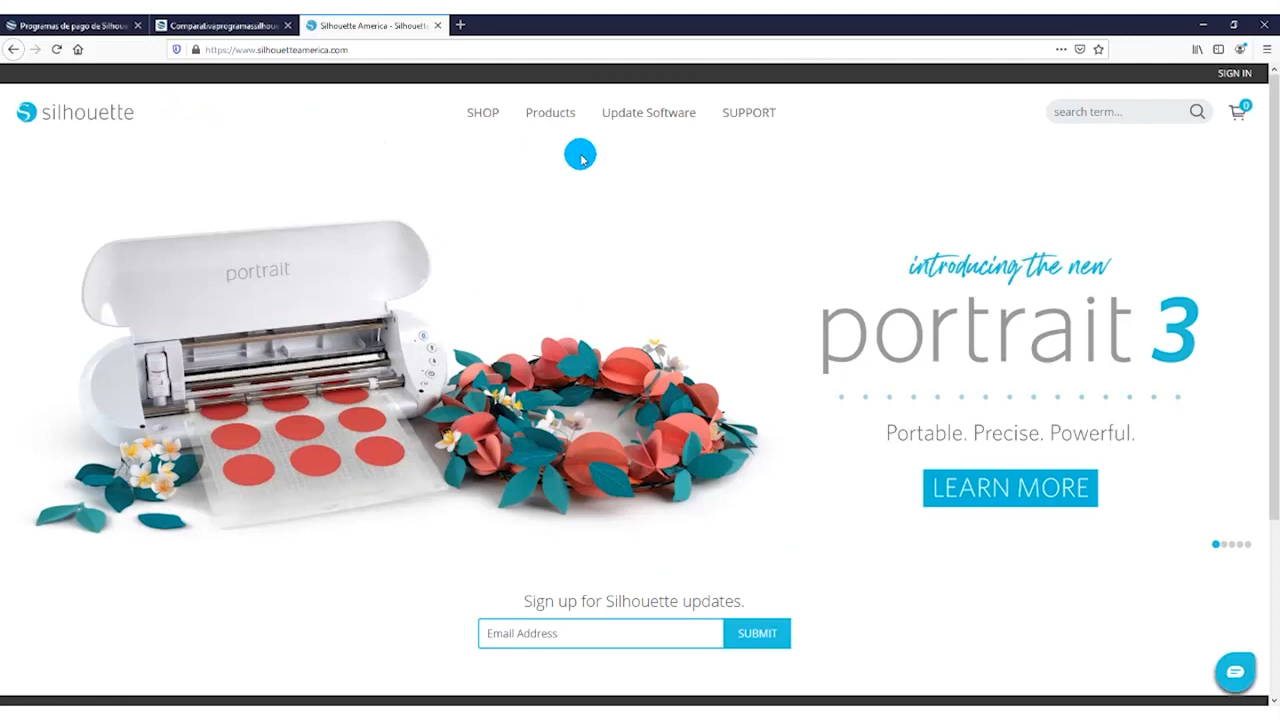 Programas de pago de Silhou
Comparativaprogramassilhou
Silhouette America - Silhouette
https://www.silhouetteamerica.com
SIGN IN
silhouette
SHOP
Products
Update Software
SUPPORT
search term...
0
portrait
introducing the new
portrait 3
Portable. Precise. Powerful.
LEARN MORE
Sign up for Silhouette updates.
Email Address
SUBMIT